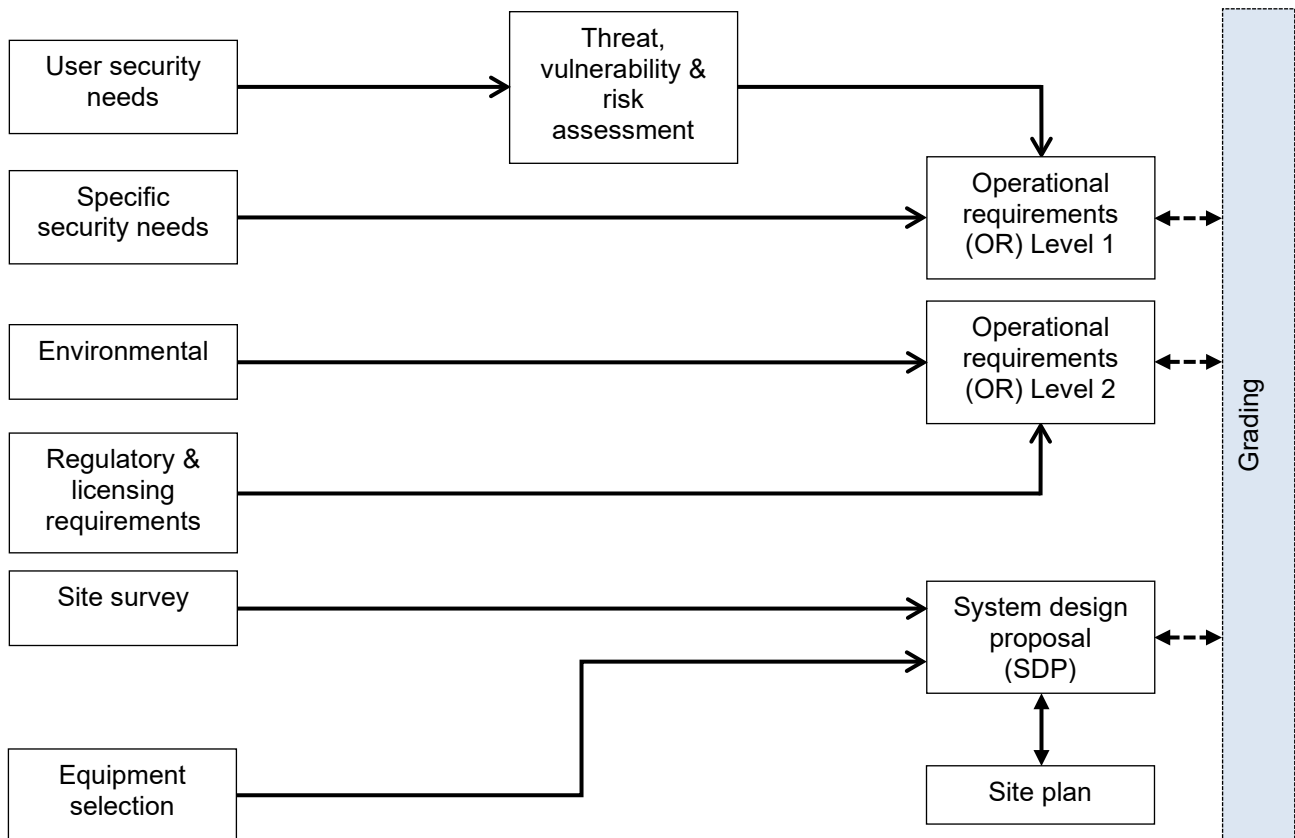 User security
needs
Threat,
vulnerability &
risk
assessment
Specific
security needs
Operational
requirements
(OR) Level 1
Environmental
Operational
requirements
(OR) Level 2
Grading
Regulatory &
licensing
requirements
Site survey
System design
proposal
(SDP)
Equipment
selection
Site plan